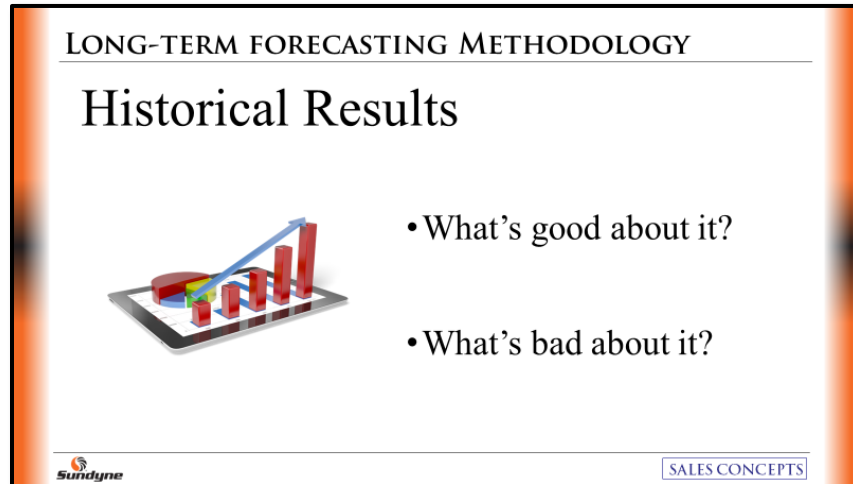 LONG-TERM FORECASTING METHODOLOGY
Historical Results
•What's good about it?
•What's bad about it?
Sundyne
SALES CONCEPTS